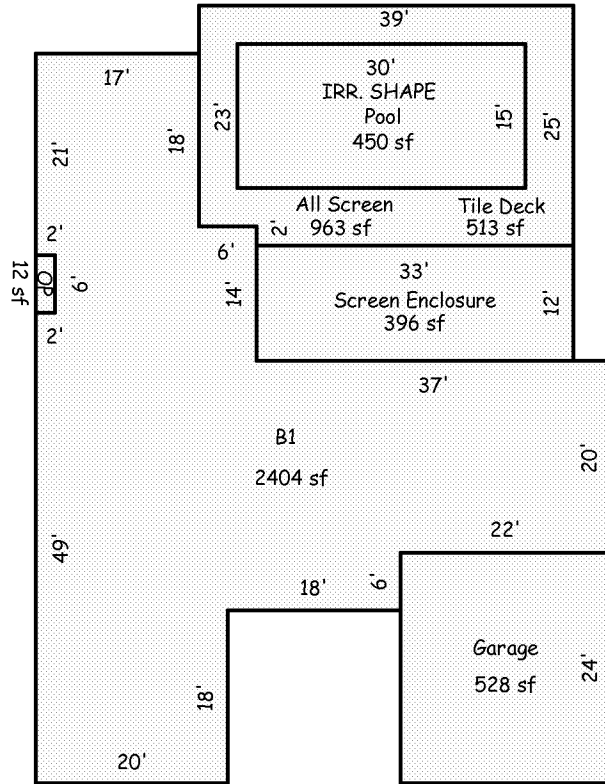 39'
17'
30'
IRR. SHAPE
Pool
450 sf
23'
15'
25'
18'
21'
All Screen
963 sf
Tile Deck
513 sf
2'
2'
6'
OP
12 sf
6'
2'
14'
33'
Screen Enclosure
396 sf
12'
37'
B1
2404 sf
20'
22'
49'
18'
6'
Garage
528 sf
24'
18'
20'